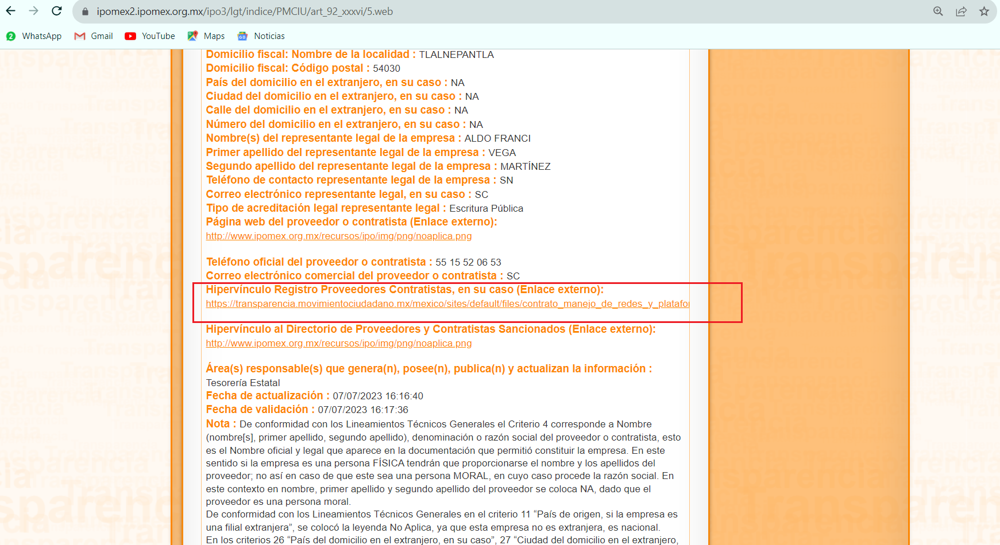 ipomex2.ipomex.org.mx/ipo3/lgt/indice/PMCIU/art_92_xxxvi/5.web
WhatsApp Gmail YouTube Maps Noticias
Domicilio fiscal: Nombre de la localidad : TLALNEPANTLA
Domicilio fiscal: Código postal : 54030
País del domicilio en el extranjero, en su caso : NA
Ciudad del domicilio en el extranjero, en su caso : NA
Calle del domicilio en el extranjero, en su caso : NA
Número del domicilio en el extranjero, en su caso : NA
Nombre(s) del representante legal de la empresa : ALDO FRANCI
Primer apellido del representante legal de la empresa : VEGA
Segundo apellido del representante legal de la empresa : MARTÍNEZ
Teléfono de contacto representante legal de la empresa : SN
Correo electrónico representante legal, en su caso : SC
Tipo de acreditación legal representante legal : Escritura Pública
Página web del proveedor o contratista (Enlace externo):
http://www.ipomex.org.mx/recursos/ipo/img/png/noaplica.png
Teléfono oficial del proveedor o contratista : 55 15 52 06 53
Correo electrónico comercial del proveedor o contratista : SC
Hipervínculo Registro Proveedores Contratistas, en su caso (Enlace externo):
https://transparencia.movimientociudadano.mx/mexico/sites/default/files/contrato_manejo_de_redes_y_platafor
Hipervínculo al Directorio de Proveedores y Contratistas Sancionados (Enlace externo):
http://www.ipomex.org.mx/recursos/ipo/img/png/noaplica.png
Área(s) responsable(s) que genera(n), posee(n), publica(n) y actualizan la información :
Tesorería Estatal
Fecha de actualización : 07/07/2023 16:16:40
Fecha de validación : 07/07/2023 16:17:36
Nota : De conformidad con los Lineamientos Técnicos Generales el Criterio 4 corresponde a Nombre
(nombre[s], primer apellido, segundo apellido), denominación o razón social del proveedor o contratista, esto
es el Nombre oficial y legal que aparece en la documentación que permitió constituir la empresa. En este
sentido si la empresa es una persona FÍSICA tendrán que proporcionarse el nombre y los apellidos del
proveedor; no así en caso de que este sea una persona MORAL, en cuyo caso procede la razón social. En
este contexto en nombre, primer apellido y segundo apellido del proveedor se coloca NA, dado que el
proveedor es una persona moral.
De conformidad con los Lineamientos Técnicos Generales en el criterio 11 “País de origen, si la empresa es
una filial extranjera”, se colocó la leyenda No Aplica, ya que esta empresa no es extranjera, es nacional.
En los criterios 26 “País del domicilio en el extranjero, en su caso”, 27 “Ciudad del domicilio en el extranjero,